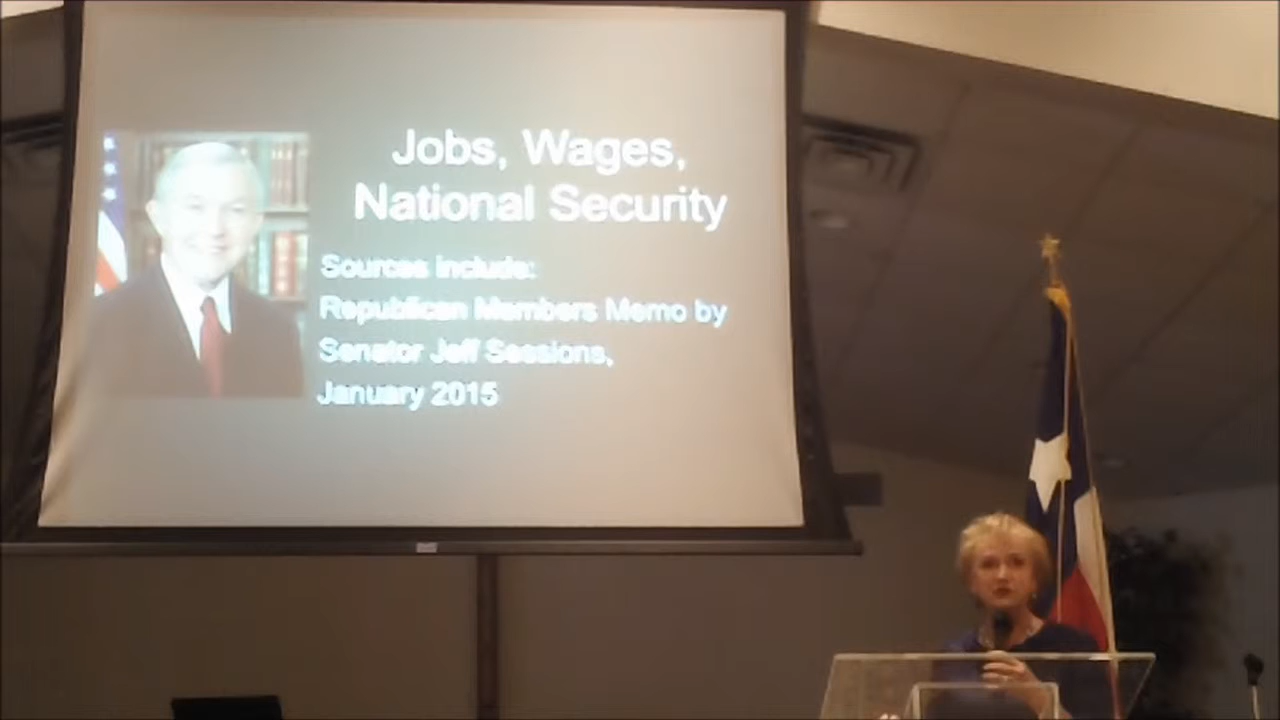 Jobs, Wages,
National Security
Sources include:
Republican Members Memo by
Senator Jeff Sessions,
January 2015